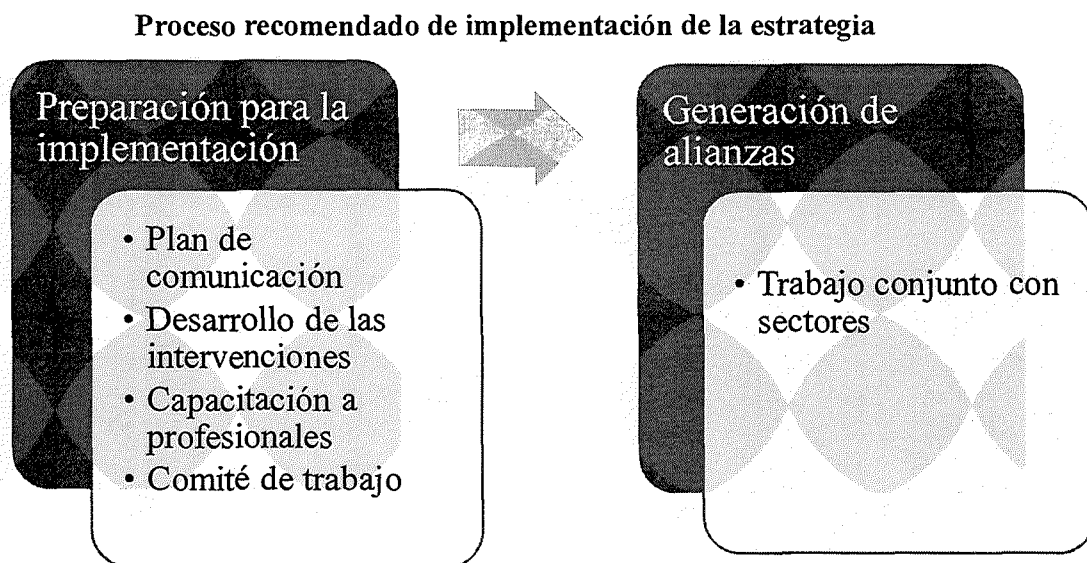 Proceso recomendado de implementación de la estrategia
Preparación para la
implementación
• Plan de
comunicación
• Desarrollo de las
intervenciones
• Capacitación a
profesionales
• Comité de trabajo
Generación de
alianzas
• Trabajo conjunto con
sectores